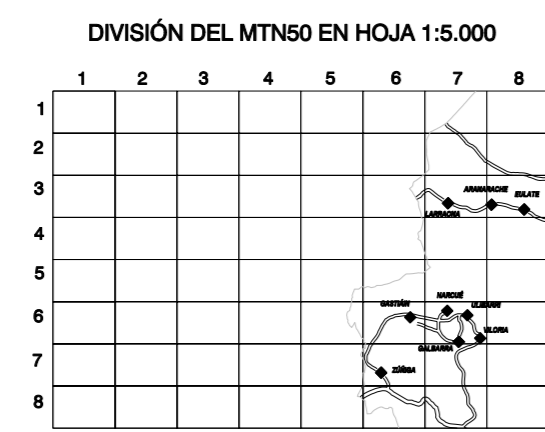 DIVISIÓN DEL MTN50 EN HOJA 1:5.000
1 2 3 4 5 6 7 8
1
2
3
ARAMARACHE EULATE
LARRAONA
4
5
6
GASTIÁIN NARCUÉ ULIBARRI
VILORIA
GALBARRA
7
ZÚÑIGA
8